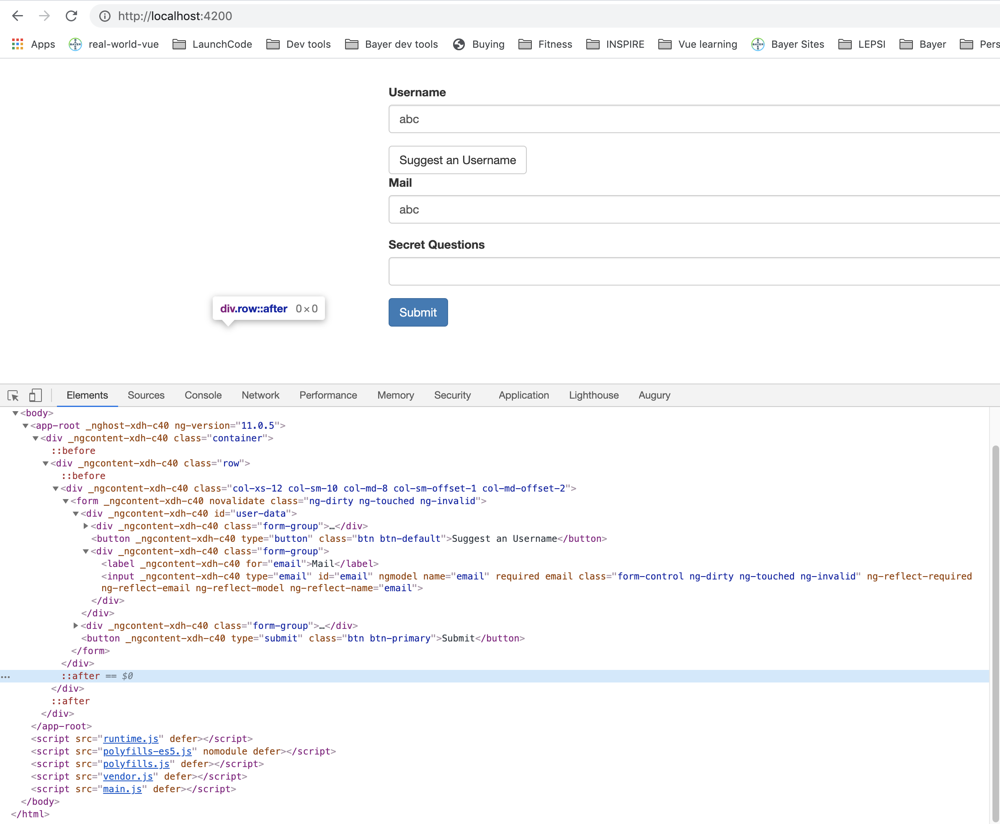 http://localhost:4200
Apps real-world-vue LaunchCode Dev tools Bayer dev tools Buying Fitness INSPIRE Vue learning Bayer Sites LEPSI Bayer Pers
Username
abc
Suggest an Username
Mail
abc
Secret Questions
div.row::after 0×0
Submit
Elements Sources Console Network Performance Memory Security Application Lighthouse Augury
<body>
<app-root _nghost-xdh-c40 ng-version="11.0.5">
<div _ngcontent-xdh-c40 class="container">
::before
<div _ngcontent-xdh-c40 class="row">
::before
<div _ngcontent-xdh-c40 class="col-xs-12 col-sm-10 col-md-8 col-sm-offset-1 col-md-offset-2">
<form _ngcontent-xdh-c40 novalidate class="ng-dirty ng-touched ng-invalid">
<div _ngcontent-xdh-c40 id="user-data">
<div _ngcontent-xdh-c40 class="form-group">…</div>
<button _ngcontent-xdh-c40 type="button" class="btn btn-default">Suggest an Username</button>
<div _ngcontent-xdh-c40 class="form-group">
<label _ngcontent-xdh-c40 for="email">Mail</label>
<input _ngcontent-xdh-c40 type="email" id="email" ngmodel name="email" required email class="form-control ng-dirty ng-touched ng-invalid" ng-reflect-required
ng-reflect-email ng-reflect-model ng-reflect-name="email">
</div>
</div>
<div _ngcontent-xdh-c40 class="form-group">…</div>
<button _ngcontent-xdh-c40 type="submit" class="btn btn-primary">Submit</button>
</form>
</div>
… ::after == $0
</div>
::after
</div>
</app-root>
<script src="runtime.js" defer></script>
<script src="polyfills-es5.js" nomodule defer></script>
<script src="polyfills.js" defer></script>
<script src="vendor.js" defer></script>
<script src="main.js" defer></script>
</body>
</html>